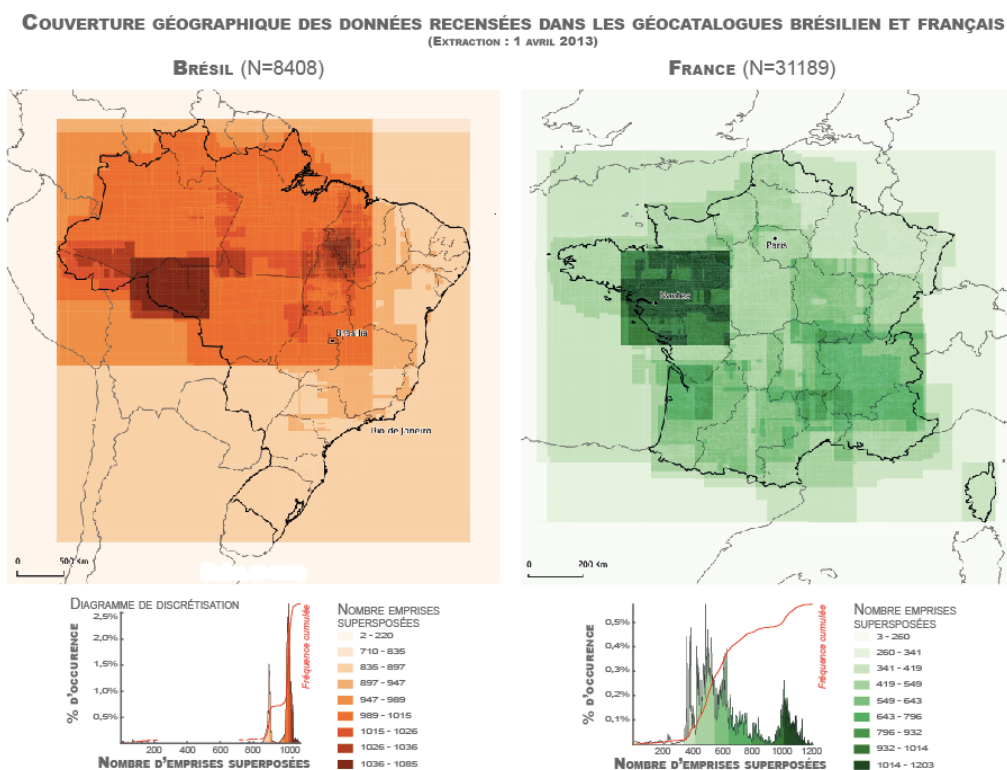 COUVERTURE GÉOGRAPHIQUE DES DONNÉES RECENSÉES DANS LES GÉOCATALOGUES BRÉSILIEN ET FRANÇAIS
(EXTRACTION : 1 AVRIL 2013)
BRÉSIL (N=8408)
Brésilia
Rio de Janeiro
0 500 Km
FRANCE (N=31189)
Paris
Nantes
0 200 Km
DIAGRAMME DE DISCRÉTISATION
% D'OCCURENCE
2,5%
2,0%
1,5%
1,0%
0,5%
0 200 400 600 800 1000
Fréquence cumulée
NOMBRE D'EMPRISES SUPERPOSÉES
NOMBRE EMPRISES
SUPERSPOSÉES
2 - 220
710 - 835
835 - 897
897 - 947
947 - 989
989 - 1015
1015 - 1026
1026 - 1036
1036 - 1085
% D'OCCURENCE
0,5%
0,4%
0,3%
0,2%
0,1%
0 200 400 600 800 1000 1200
Fréquence cumulée
NOMBRE D'EMPRISES SUPERPOSÉES
NOMBRE EMPRISES
SUPERSPOSÉES
3 - 260
260 - 341
341 - 419
419 - 549
549 - 643
643 - 796
796 - 932
932 - 1014
1014 - 1203